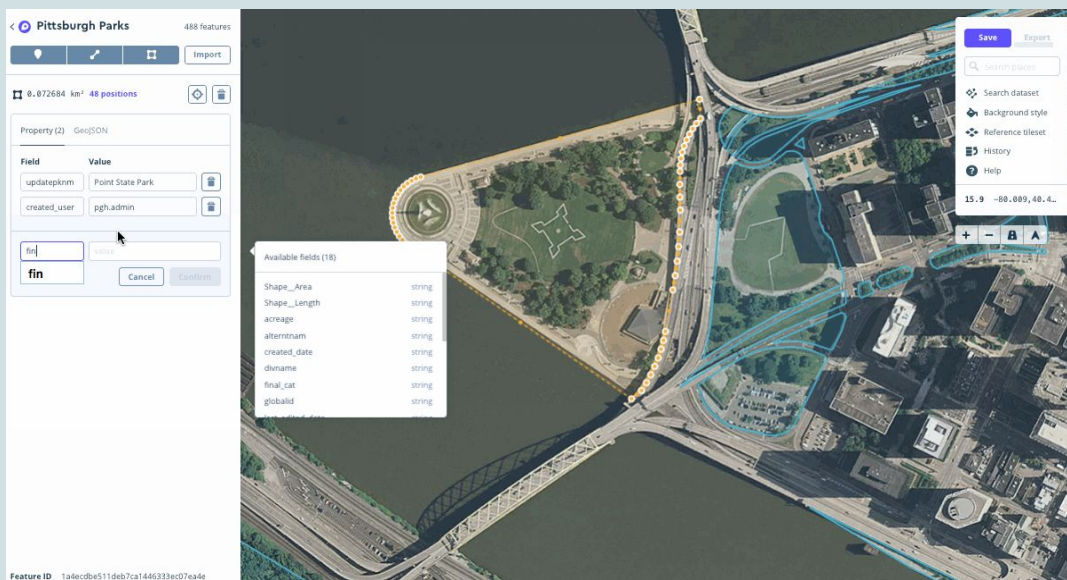 Pittsburgh Parks
488 features
Import
0.072684 km² 48 positions
Property (2) GeoJSON
Field Value
updatepknm Point State Park
created_user pgh.admin
fin value
fin
Cancel Confirm
Feature ID 1a4ecdbe511deb7ca1446333ec07ea4e
Available fields (18)
Shape__Area string
Shape__Length string
acreage string
alterntnam string
created_date string
divname string
final_cat string
globalid string
last_edited_date string
Save Export
Search places
Search dataset
Background style
Reference tileset
History
Help
15.9 -80.009,40.4…